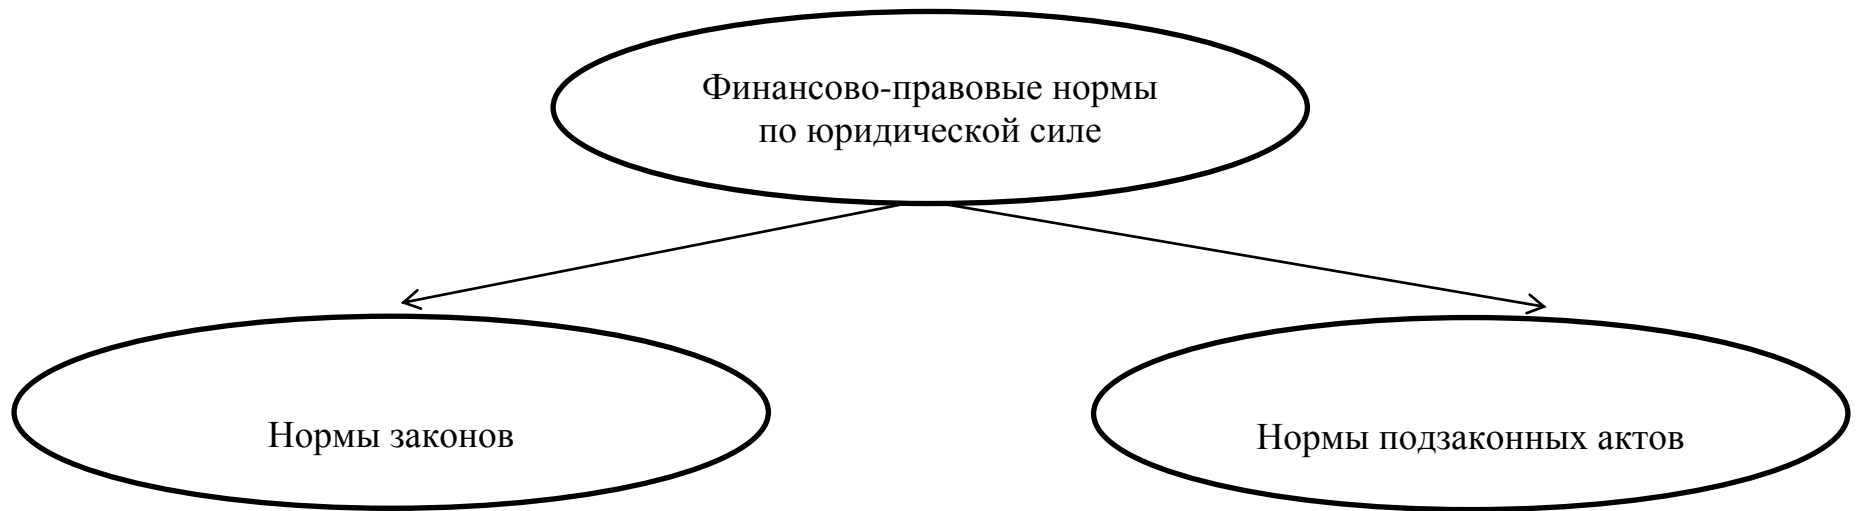 Финансово-правовые нормы
по юридической силе
Нормы законов
Нормы подзаконных актов